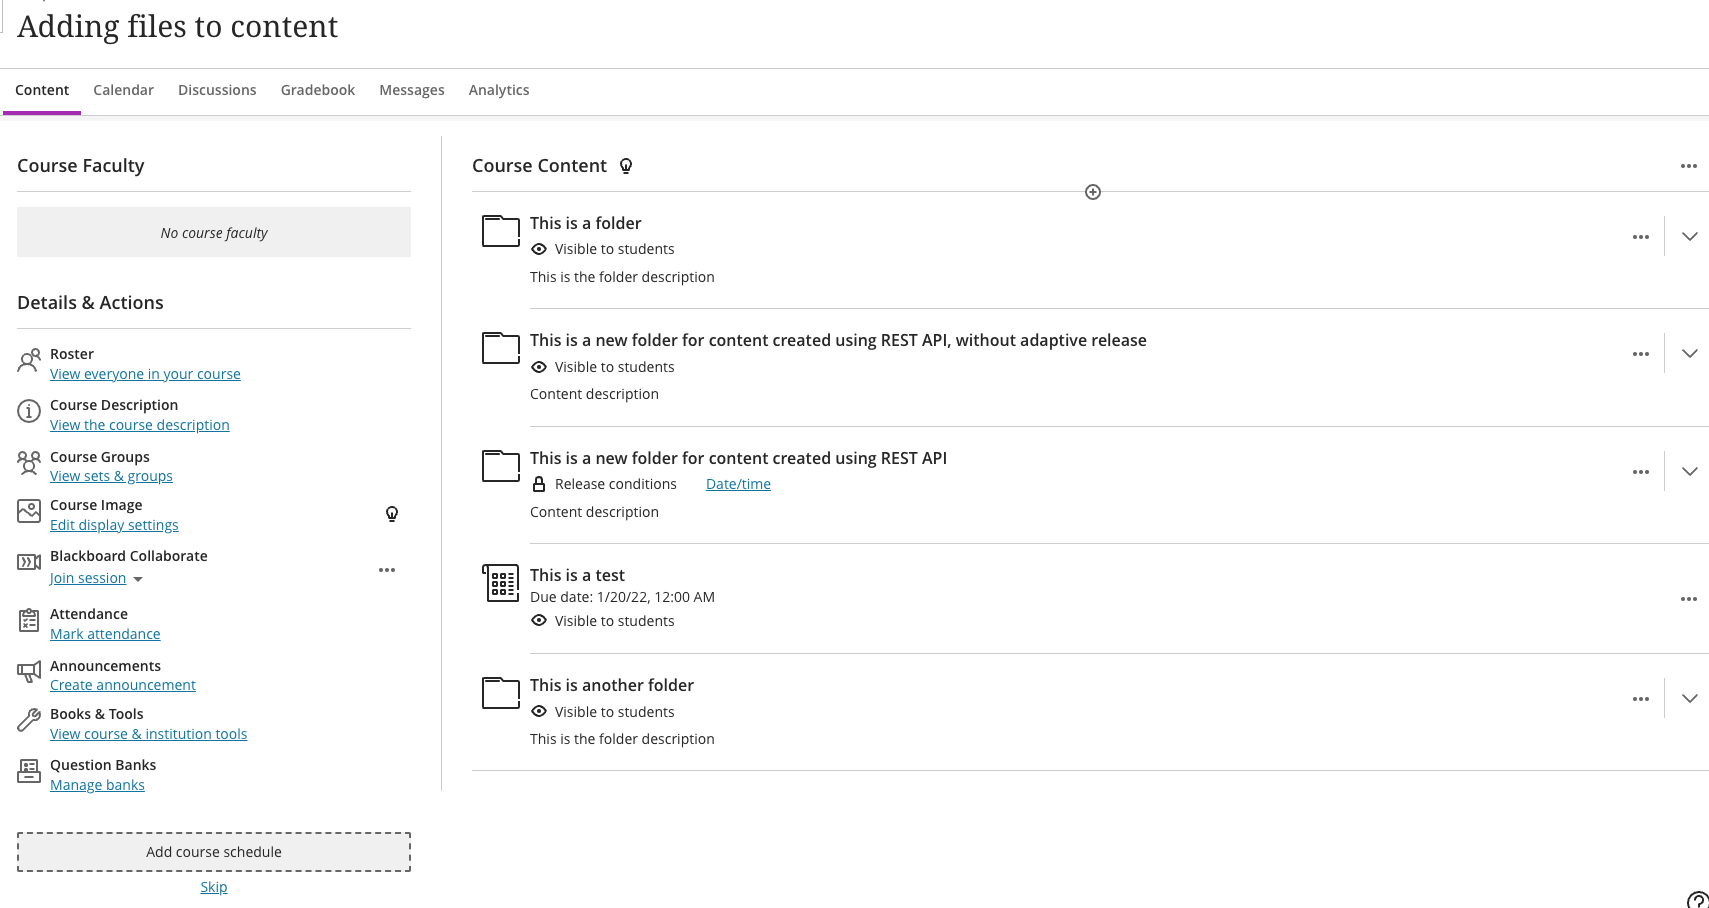 Adding files to content
Content
Calendar
Discussions
Gradebook
Messages
Analytics
Course Faculty
No course faculty
Details & Actions
Roster
View everyone in your course
Course Description
View the course description
Course Groups
View sets & groups
Course Image
Edit display settings
Blackboard Collaborate
Join session
Attendance
Mark attendance
Announcements
Create announcement
Books & Tools
View course & institution tools
Question Banks
Manage banks
Add course schedule
Skip
Course Content
This is a folder
Visible to students
This is the folder description
This is a new folder for content created using REST API, without adaptive release
Visible to students
Content description
This is a new folder for content created using REST API
Release conditions Date/time
Content description
This is a test
Due date: 1/20/22, 12:00 AM
Visible to students
This is another folder
Visible to students
This is the folder description